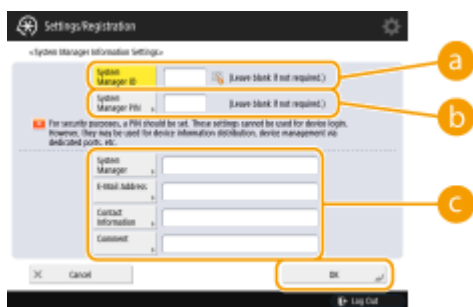 Settings/Registration
<System Manager Information Settings>
System
Manager ID
(Leave blank if not required.)
a
System
Manager PIN
(Leave blank if not required.)
b
For security purposes, a PIN should be set. These settings cannot be used for device login.
However, they may be used for device information distribution, device management via
dedicated ports, etc.
System
Manager
E-Mail Address
c
Contact
Information
Comment
Cancel
OK
Log Out